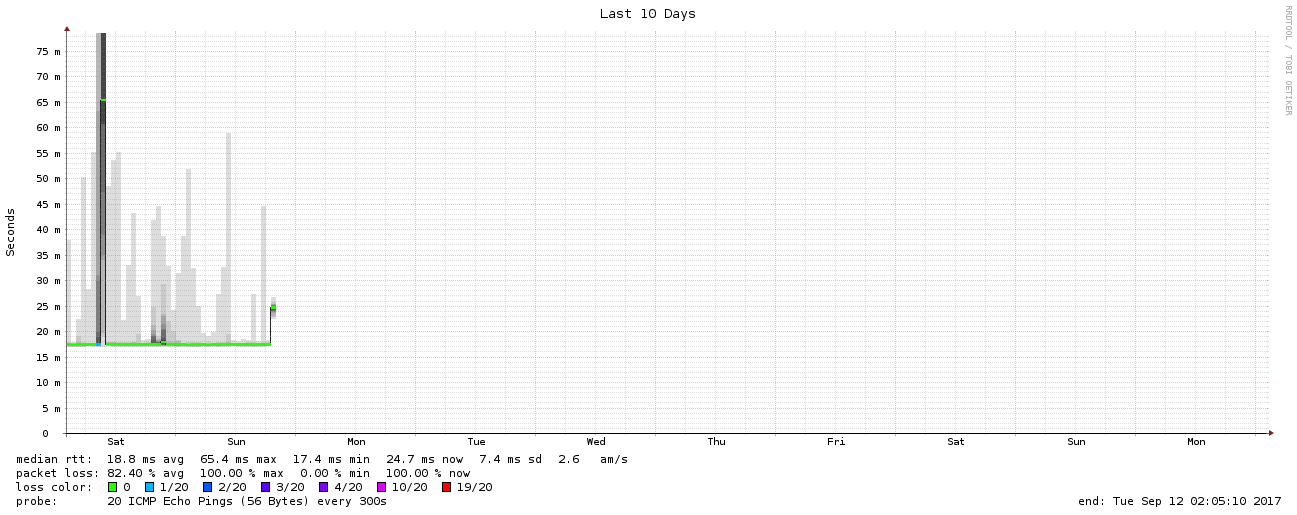 Last 10 Days
RRDTOOL / TOBI OETIKER
Seconds
75 m
70 m
65 m
60 m
55 m
50 m
45 m
40 m
35 m
30 m
25 m
20 m
15 m
10 m
5 m
0
Sat Sun Mon Tue Wed Thu Fri Sat Sun Mon
median rtt: 18.8 ms avg 65.4 ms max 17.4 ms min 24.7 ms now 7.4 ms sd 2.6 am/s
packet loss: 82.40 % avg 100.00 % max 0.00 % min 100.00 % now
loss color: 0 1/20 2/20 3/20 4/20 10/20 19/20
probe: 20 ICMP Echo Pings (56 Bytes) every 300s end: Tue Sep 12 02:05:10 2017